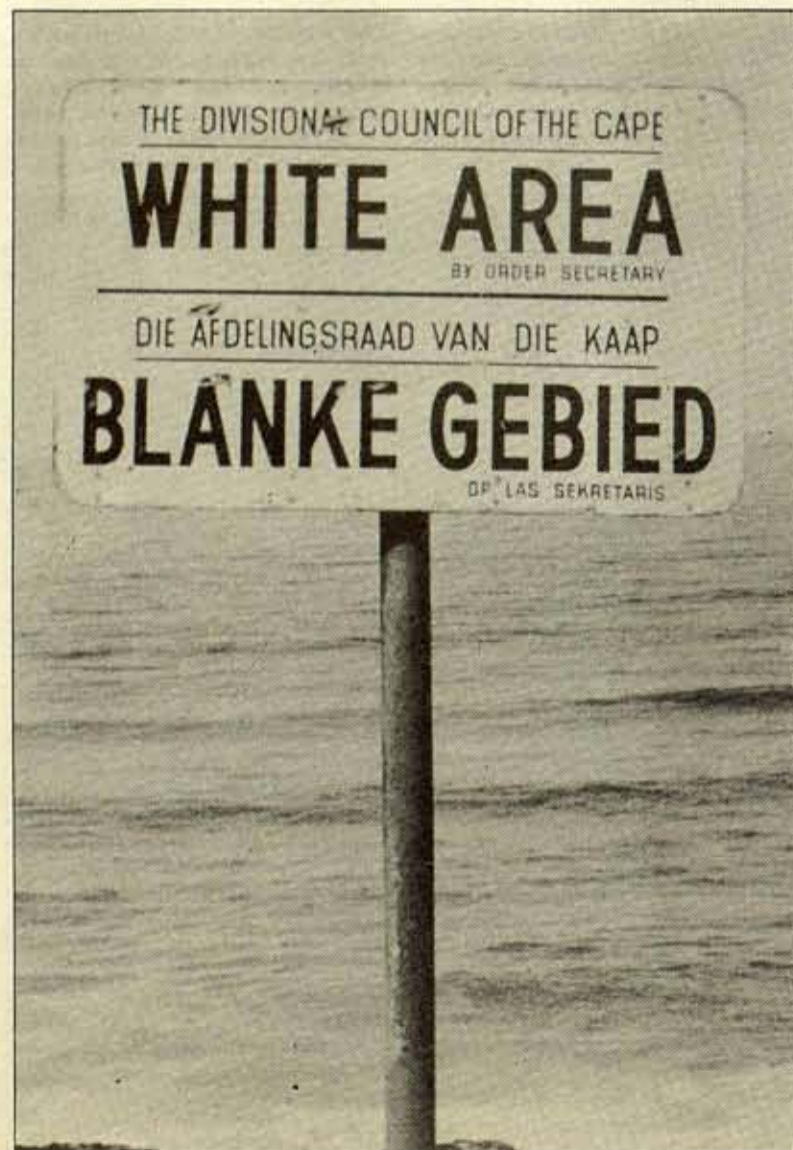 THE DIVISIONAL COUNCIL OF THE CAPE
WHITE AREA
BY ORDER SECRETARY
DIE AFDELINGSRAAD VAN DIE KAAP
BLANKE GEBIED
OP LAS SEKRETARIS